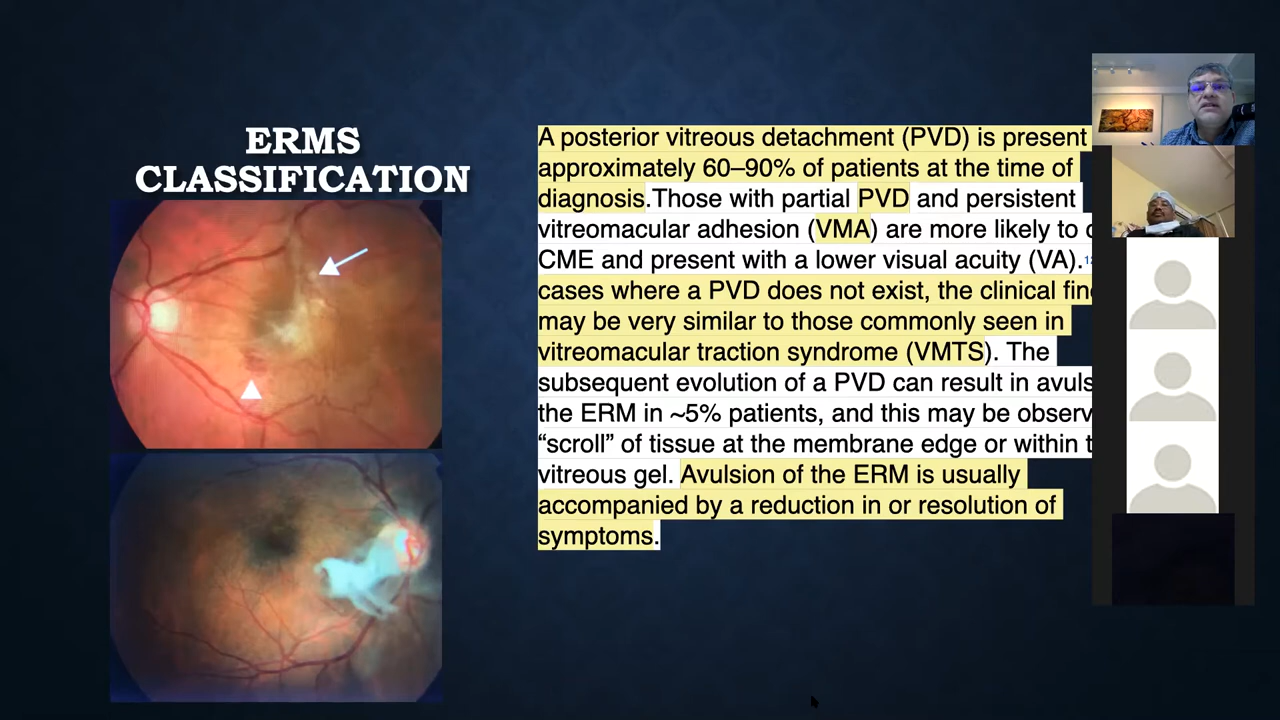 ERMS
CLASSIFICATION
A posterior vitreous detachment (PVD) is present
approximately 60–90% of patients at the time of
diagnosis.Those with partial PVD and persistent
vitreomacular adhesion (VMA) are more likely to
CME and present with a lower visual acuity (VA).
cases where a PVD does not exist, the clinical
may be very similar to those commonly seen in
vitreomacular traction syndrome (VMTS). The
subsequent evolution of a PVD can result in
the ERM in ~5% patients, and this may be
“scroll” of tissue at the membrane edge or within
vitreous gel. Avulsion of the ERM is usually
accompanied by a reduction in or resolution of
symptoms.